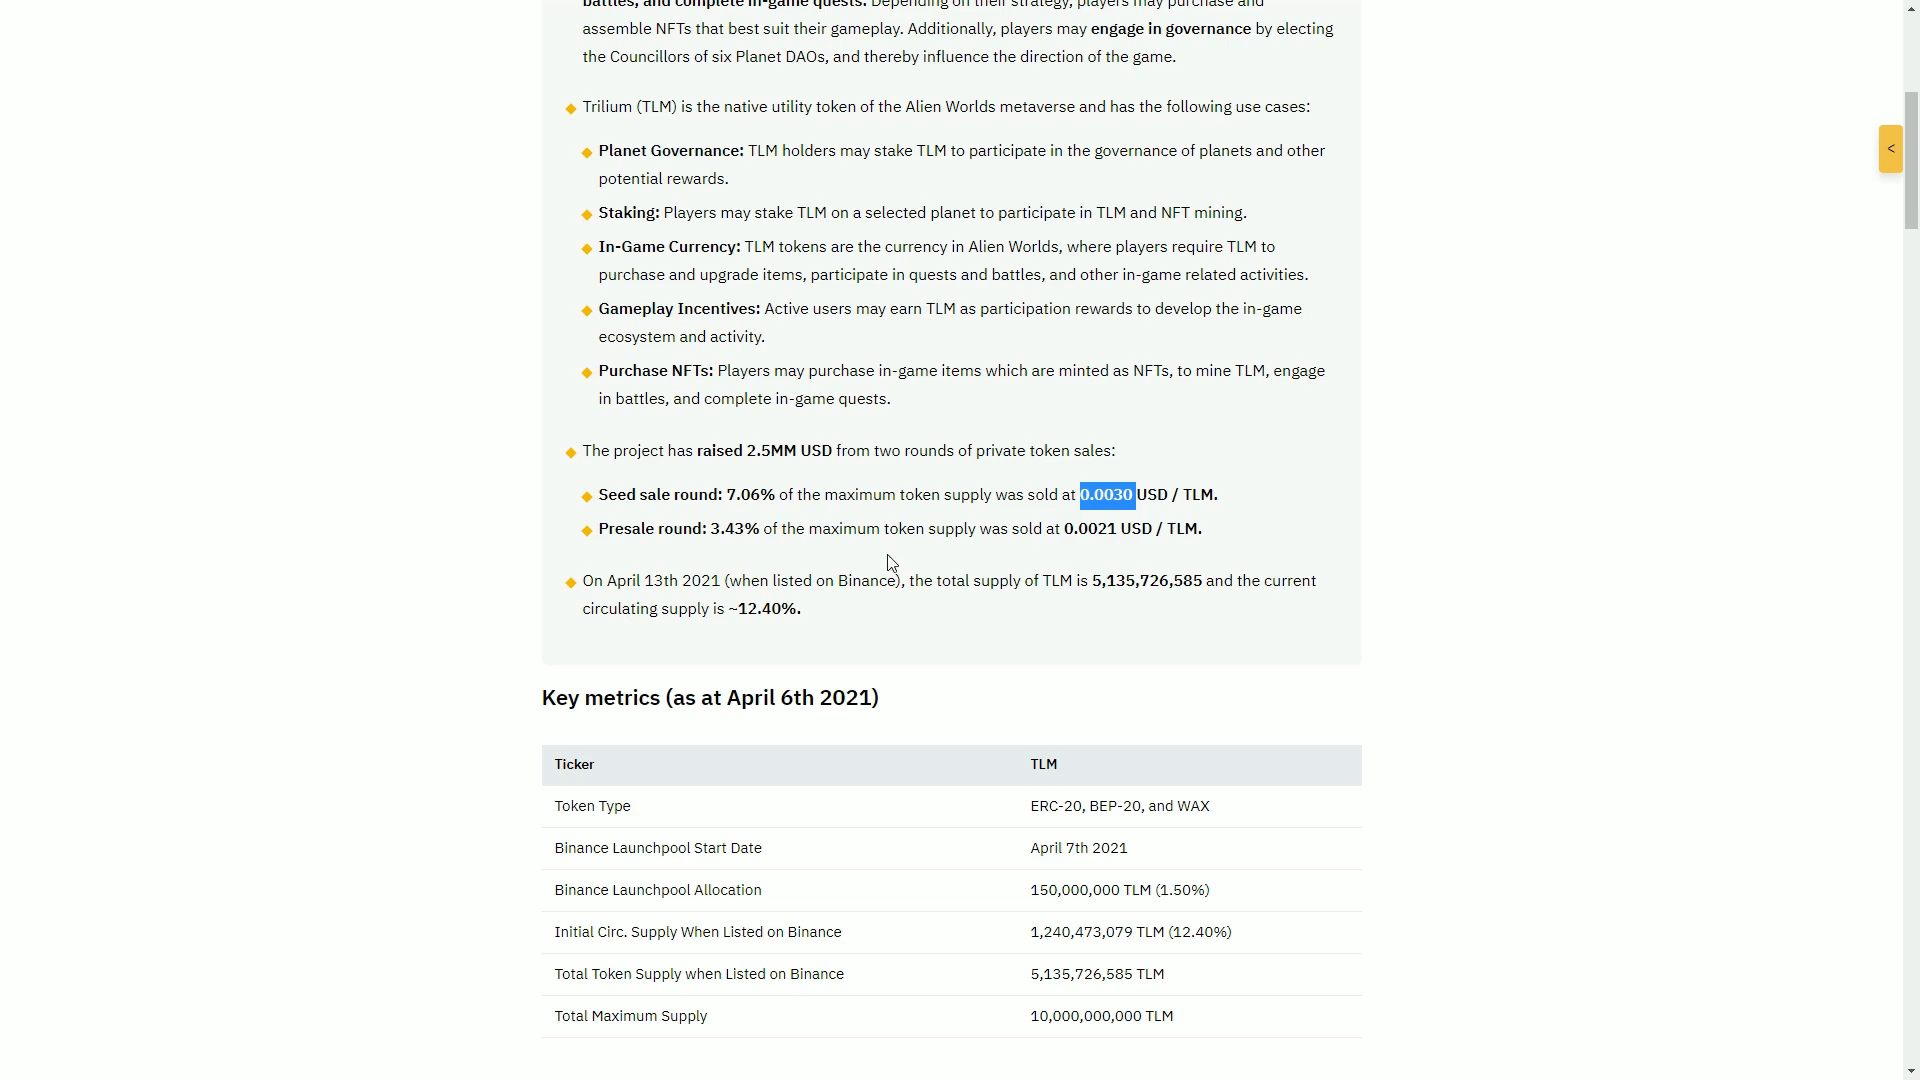 battles, and complete in-game quests. Depending on their strategy, players may purchase and
assemble NFTs that best suit their gameplay. Additionally, players may engage in governance by electing
the Councillors of six Planet DAOs, and thereby influence the direction of the game.
Trilium (TLM) is the native utility token of the Alien Worlds metaverse and has the following use cases:
Planet Governance: TLM holders may stake TLM to participate in the governance of planets and other
potential rewards.
Staking: Players may stake TLM on a selected planet to participate in TLM and NFT mining.
In-Game Currency: TLM tokens are the currency in Alien Worlds, where players require TLM to
purchase and upgrade items, participate in quests and battles, and other in-game related activities.
Gameplay Incentives: Active users may earn TLM as participation rewards to develop the in-game
ecosystem and activity.
Purchase NFTs: Players may purchase in-game items which are minted as NFTs, to mine TLM, engage
in battles, and complete in-game quests.
The project has raised 2.5MM USD from two rounds of private token sales:
Seed sale round: 7.06% of the maximum token supply was sold at 0.0030 USD / TLM.
Presale round: 3.43% of the maximum token supply was sold at 0.0021 USD / TLM.
On April 13th 2021 (when listed on Binance), the total supply of TLM is 5,135,726,585 and the current
circulating supply is ~12.40%.
Key metrics (as at April 6th 2021)
Ticker TLM
Token Type ERC-20, BEP-20, and WAX
Binance Launchpool Start Date April 7th 2021
Binance Launchpool Allocation 150,000,000 TLM (1.50%)
Initial Circ. Supply When Listed on Binance 1,240,473,079 TLM (12.40%)
Total Token Supply when Listed on Binance 5,135,726,585 TLM
Total Maximum Supply 10,000,000,000 TLM
<